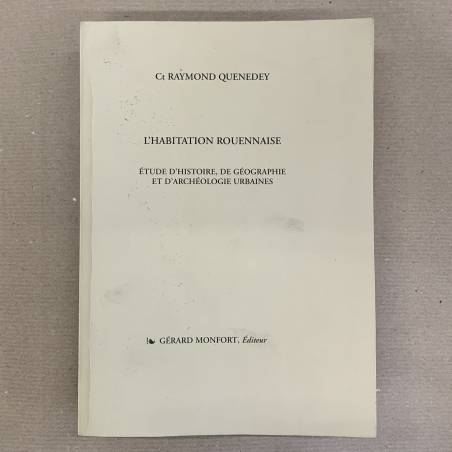 Ct RAYMOND QUENEDEY
L'HABITATION ROUENNAISE
ÉTUDE D'HISTOIRE, DE GÉOGRAPHIE
ET D'ARCHÉOLOGIE URBAINES
GÉRARD MONFORT, Éditeur